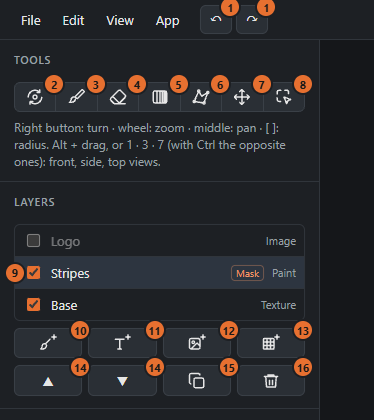 File Edit View App 1 1
TOOLS
2 3 4 5 6 7 8
Right button: turn · wheel: zoom · middle: pan · [ ]:
radius. Alt + drag, or 1 · 3 · 7 (with Ctrl the opposite
ones): front, side, top views.
LAYERS
Logo Image
9 Stripes Mask Paint
Base Texture
10 T 11 12 13
14 14 15 16